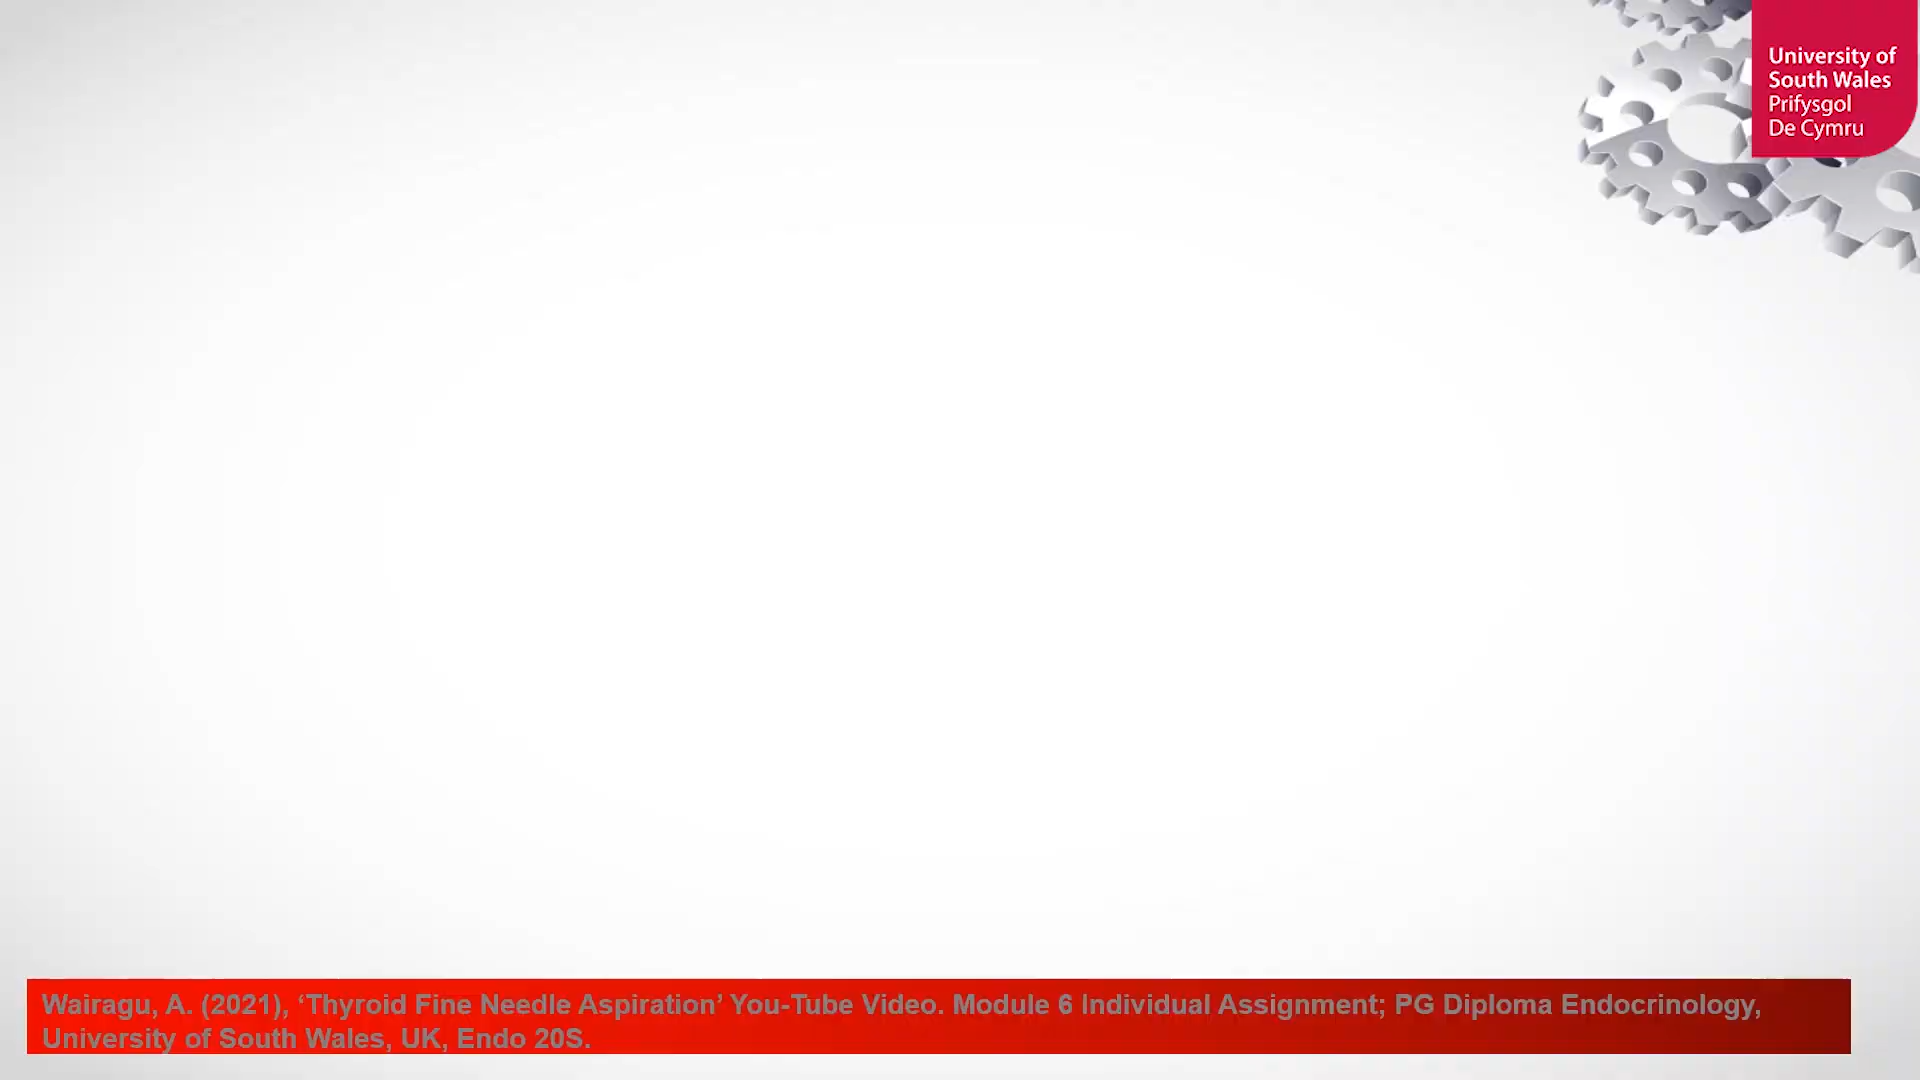 University of
South Wales
Prifysgol
De Cymru
Wairagu, A. (2021), ‘Thyroid Fine Needle Aspiration’ You-Tube Video. Module 6 Individual Assignment; PG Diploma Endocrinology,
University of South Wales, UK, Endo 20S.